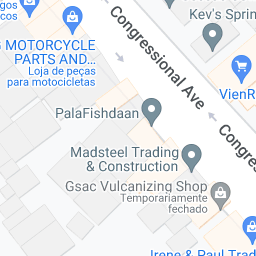 gos
cos
Kev's Sprin
Congressional Ave
G MOTORCYCLE
PARTS AND...
Loja de peças
para motocicletas
VienR
PalaFishdaan
Congres
Madsteel Trading
& Construction
Gsac Vulcanizing Shop
Temporariamente
fechado
Irene & Paul Trad